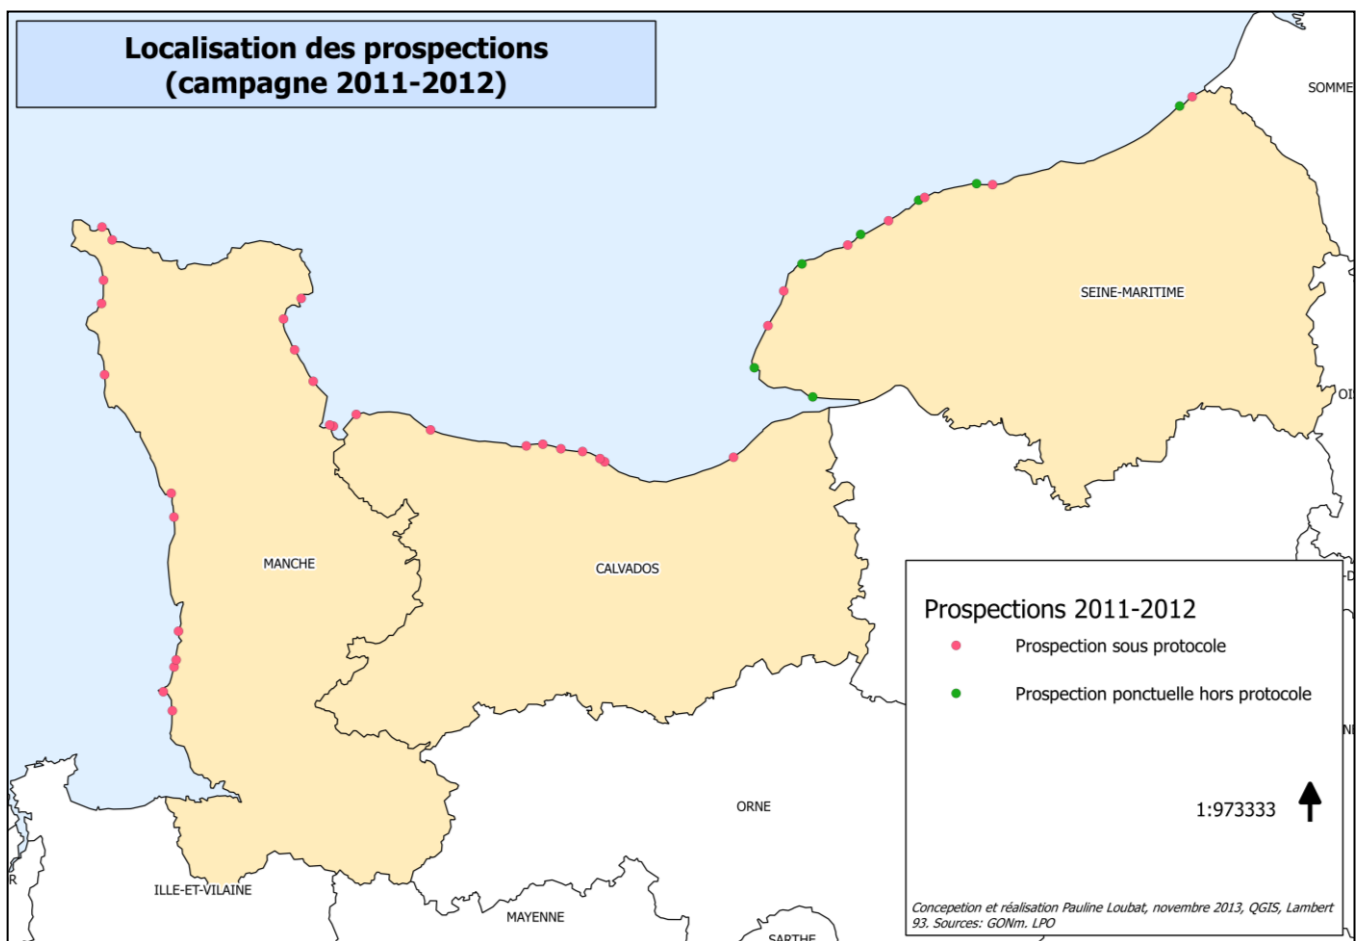 Localisation des prospections
(campagne 2011-2012)
SOMME
SEINE-MARITIME
MANCHE
CALVADOS
Prospections 2011-2012
Prospection sous protocole
Prospection ponctuelle hors protocole
ORNE
1:973333
ILLE-ET-VILAINE
MAYENNE
SARTHE
Concepetion et réalisation Pauline Loubat, novembre 2013, QGIS, Lambert
93. Sources: GONm. LPO